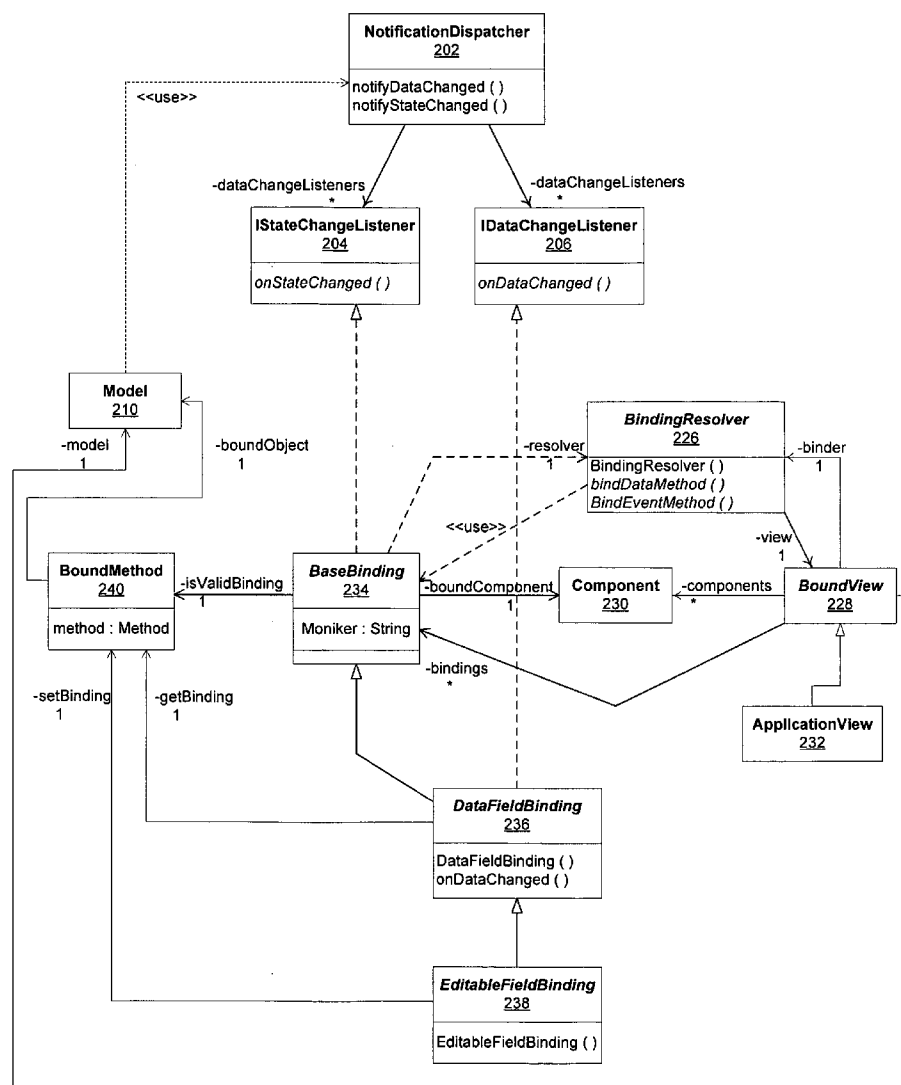 NotificationDispatcher
202
notifyDataChanged ( )
notifyStateChanged ( )
<<use>>
-dataChangeListeners
*
-dataChangeListeners
*
IStateChangeListener
204
onStateChanged ( )
IDataChangeListener
206
onDataChanged ( )
Model
210
-model
1
-boundObject
1
-resolver
1
BindingResolver
226
BindingResolver ( )
bindDataMethod ( )
BindEventMethod ( )
-binder
1
<<use>>
-view
1
BoundMethod
240
method : Method
-isValidBinding
1
BaseBinding
234
Moniker : String
-boundComponent
1
Component
230
-components
*
BoundView
228
-bindings
*
-setBinding
1
-getBinding
1
ApplicationView
232
DataFieldBinding
236
DataFieldBinding ( )
onDataChanged ( )
EditableFieldBinding
238
EditableFieldBinding ( )